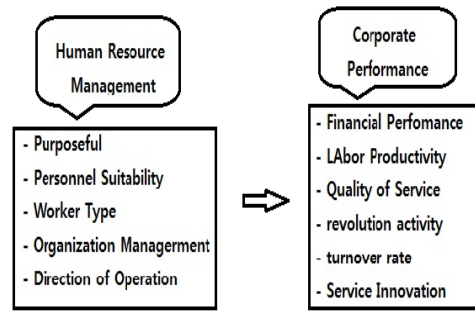 Human Resource
Management
- Purposeful
- Personnel Suitability
- Worker Type
- Organization Managerment
- Direction of Operation
Corporate
Performance
- Financial Perfomance
- LAbor Productivity
- Quality of Service
- revolution activity
- turnover rate
- Service Innovation